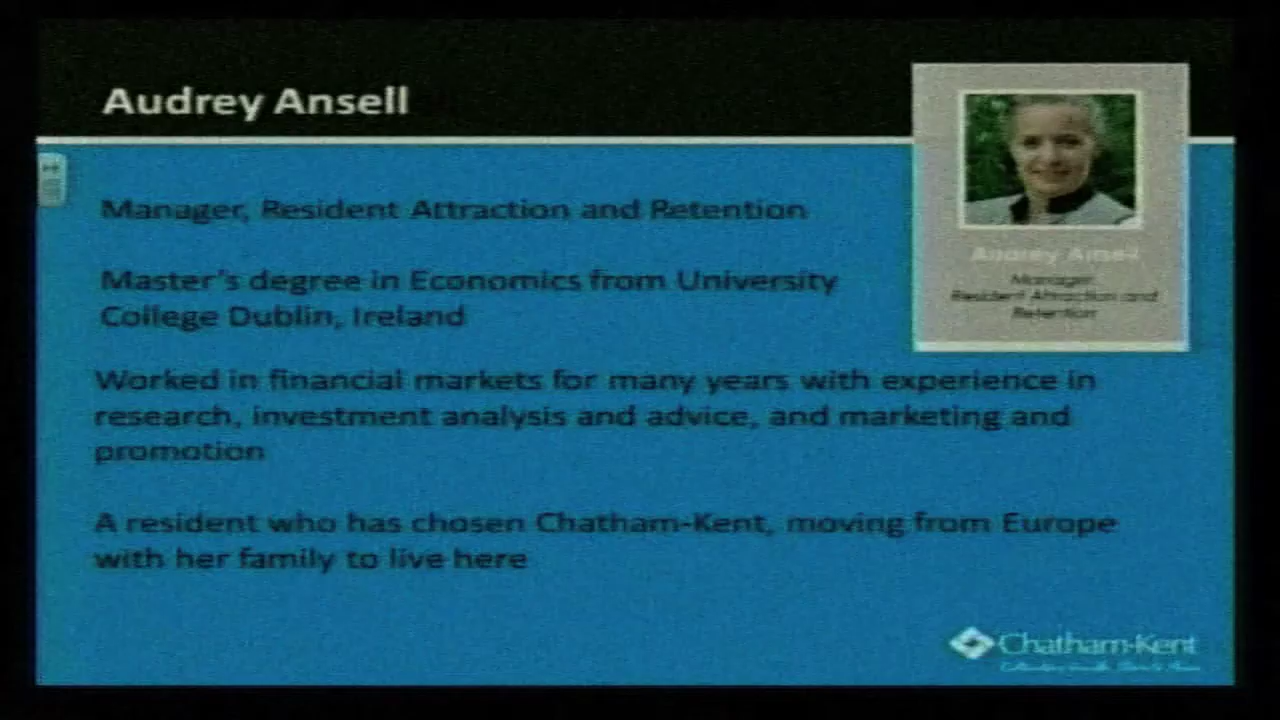 Audrey Ansell
Manager, Resident Attraction and Retention
Master's degree in Economics from University
College Dublin, Ireland
Worked in financial markets for many years with experience in
research, investment analysis and advice, and marketing and
promotion
A resident who has chosen Chatham-Kent, moving from Europe
with her family to live here
Audrey Ansell
Manager,
Resident Attraction and
Retention
Chatham-Kent